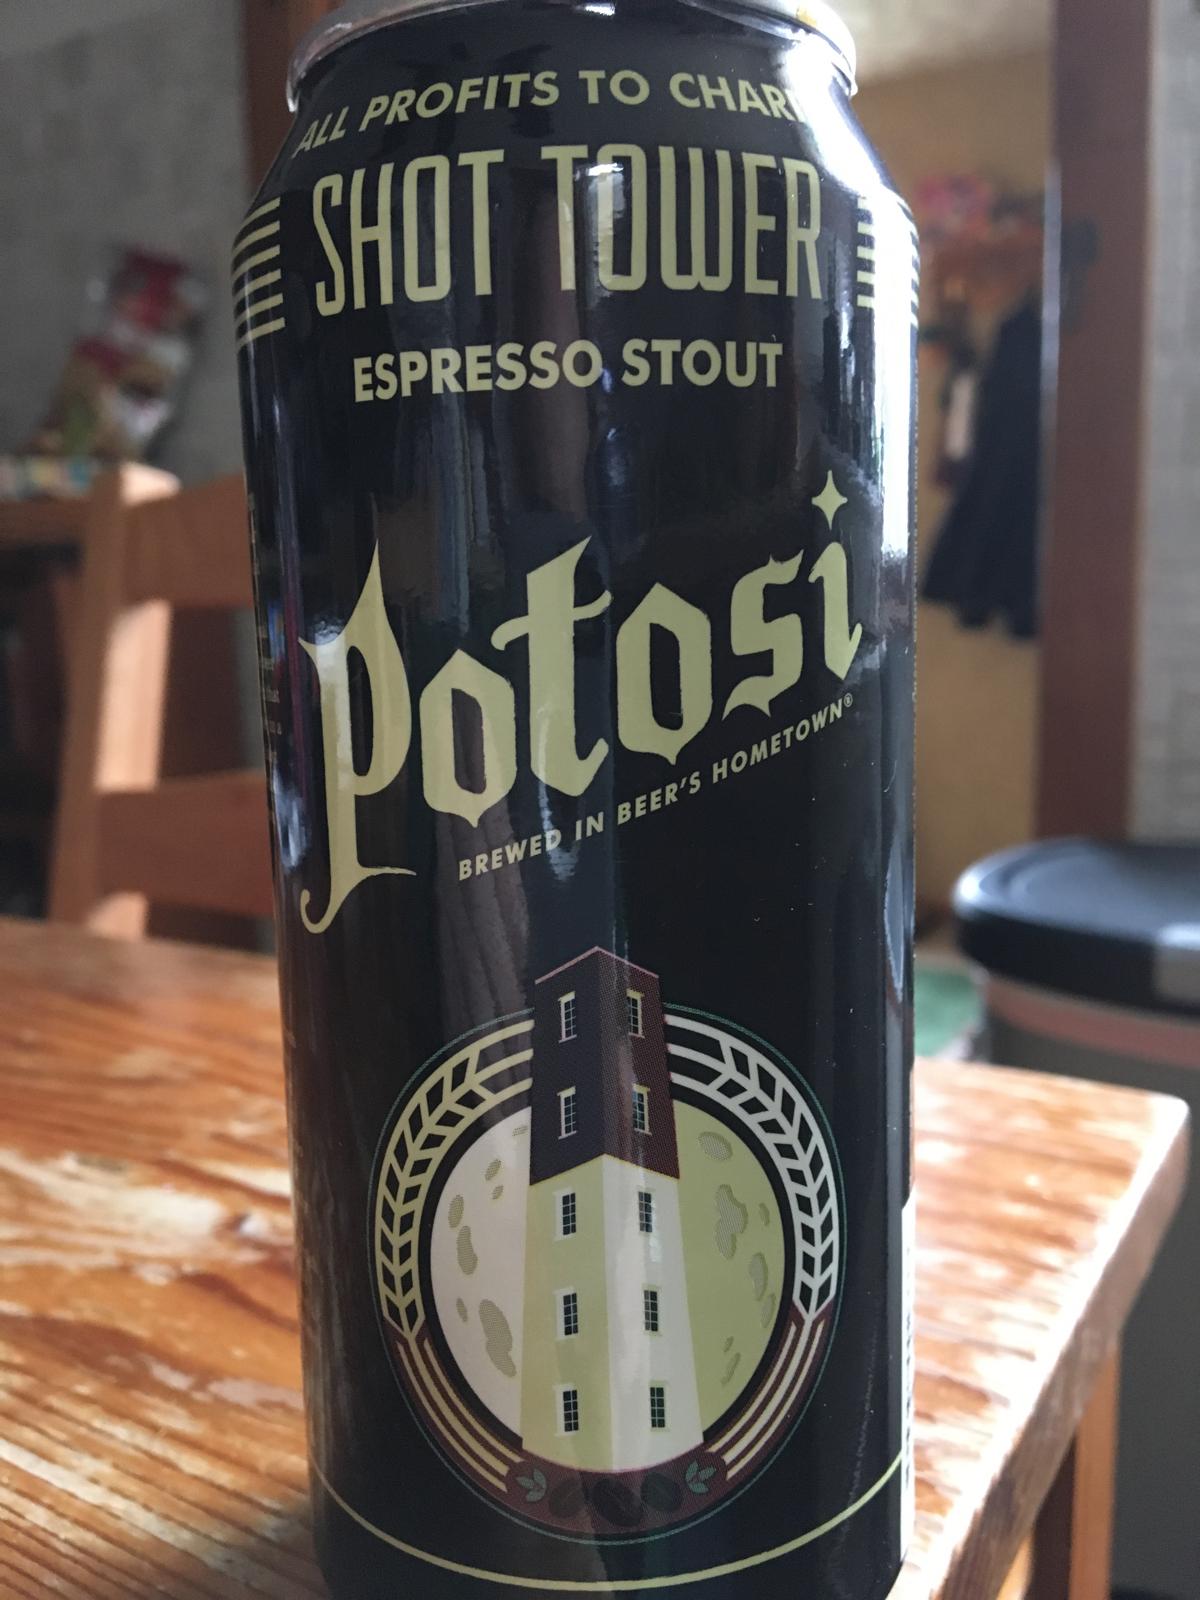 ALL PROFITS TO
SHOT TOWER
ESPRESSO STOUT
Potosi
BREWED IN BEER'S HOMETOWN®